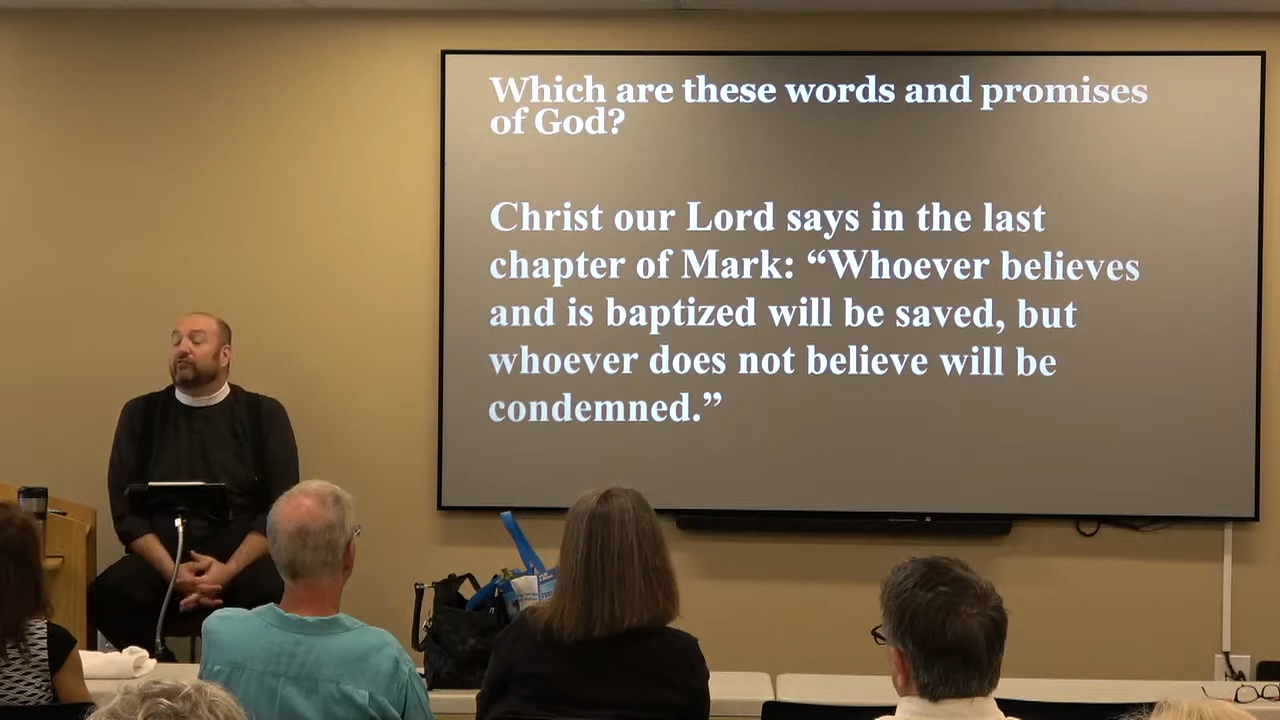 Which are these words and promises
of God?
Christ our Lord says in the last
chapter of Mark: “Whoever believes
and is baptized will be saved, but
whoever does not believe will be
condemned.”